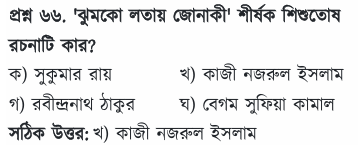 প্রশ্ন ৬৬. 'ঝুমকো লতায় জোনাকী' শীর্ষক শিশুতোষ
রচনাটি কার?
ক) সুকুমার রায় খ) কাজী নজরুল ইসলাম
গ) রবীন্দ্রনাথ ঠাকুর ঘ) বেগম সুফিয়া কামাল
সঠিক উত্তর: খ) কাজী নজরুল ইসলাম